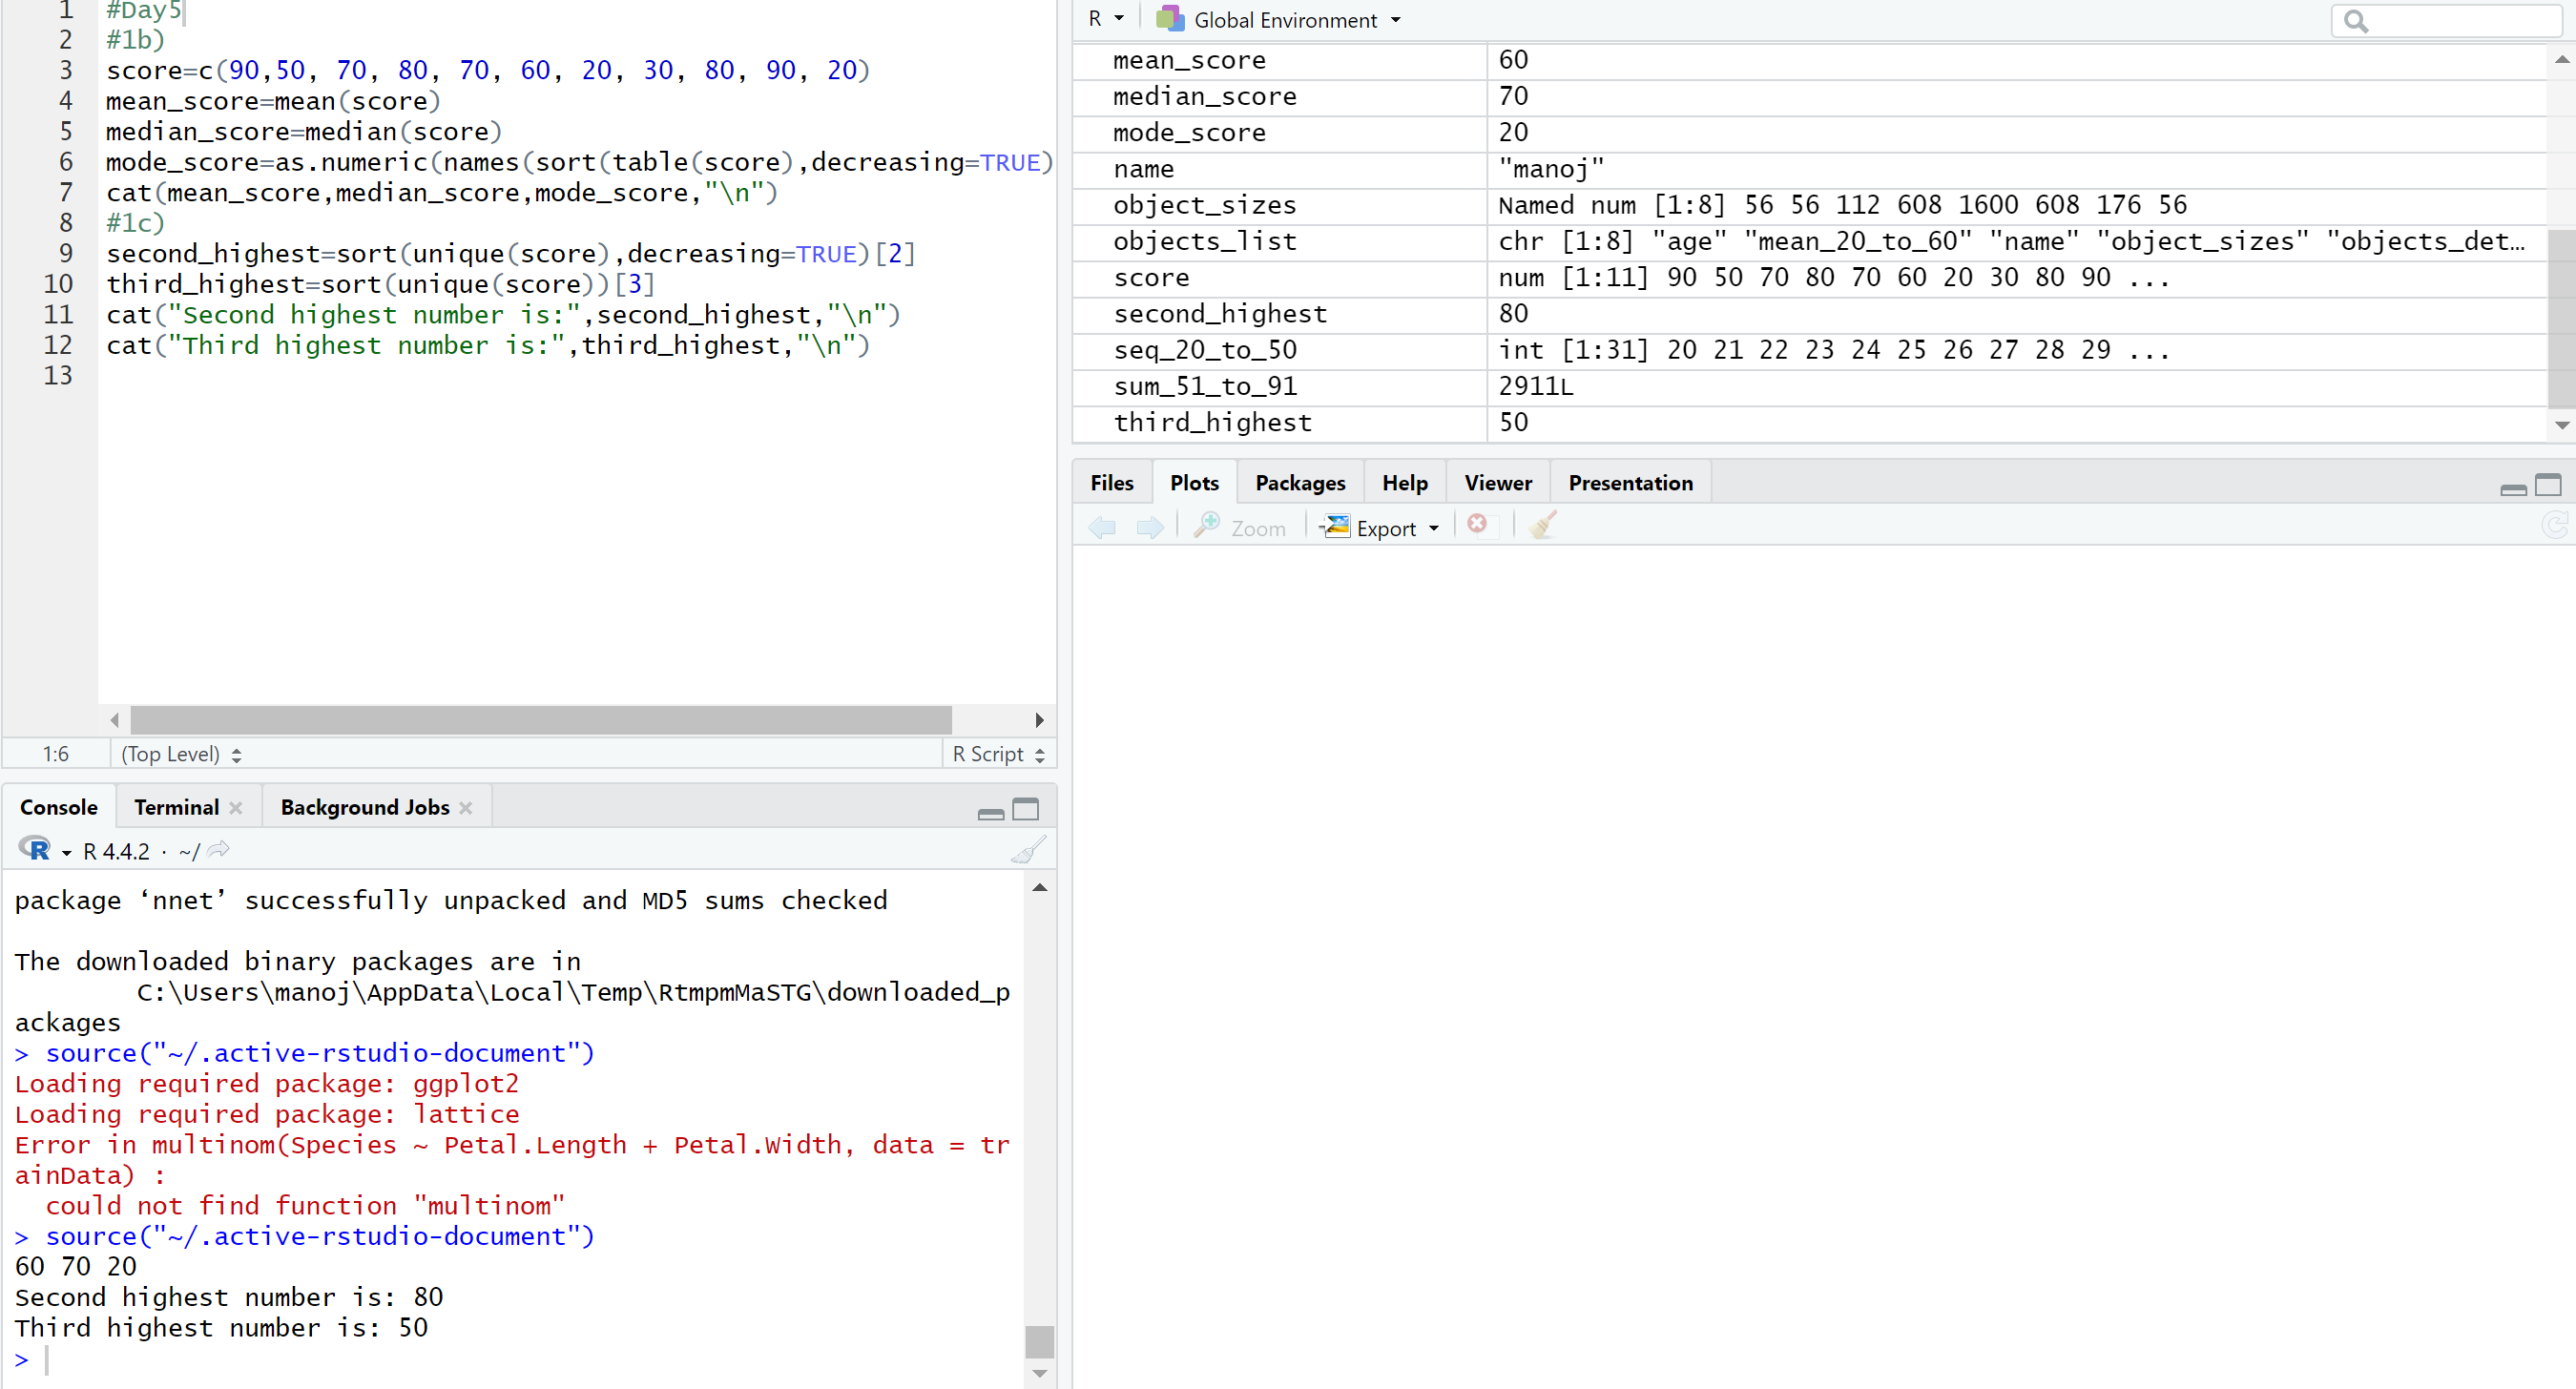 1 #Day5
2 #1b)
3 score=c(90,50, 70, 80, 70, 60, 20, 30, 80, 90, 20)
4 mean_score=mean(score)
5 median_score=median(score)
6 mode_score=as.numeric(names(sort(table(score),decreasing=TRUE)
7 cat(mean_score,median_score,mode_score,"\n")
8 #1c)
9 second_highest=sort(unique(score),decreasing=TRUE)[2]
10 third_highest=sort(unique(score))[3]
11 cat("Second highest number is:",second_highest,"\n")
12 cat("Third highest number is:",third_highest,"\n")
13
1:6 (Top Level) R Script
Console Terminal Background Jobs
R R 4.4.2 · ~/
package ‘nnet’ successfully unpacked and MD5 sums checked
The downloaded binary packages are in
C:\Users\manoj\AppData\Local\Temp\RtmpmMaSTG\downloaded_p
ackages
> source("~/.active-rstudio-document")
Loading required package: ggplot2
Loading required package: lattice
Error in multinom(Species ~ Petal.Length + Petal.Width, data = tr
ainData) :
could not find function "multinom"
> source("~/.active-rstudio-document")
60 70 20
Second highest number is: 80
Third highest number is: 50
>
R Global Environment
mean_score 60
median_score 70
mode_score 20
name "manoj"
object_sizes Named num [1:8] 56 56 112 608 1600 608 176 56
objects_list chr [1:8] "age" "mean_20_to_60" "name" "object_sizes" "objects_det…
score num [1:11] 90 50 70 80 70 60 20 30 80 90 ...
second_highest 80
seq_20_to_50 int [1:31] 20 21 22 23 24 25 26 27 28 29 ...
sum_51_to_91 2911L
third_highest 50
Files Plots Packages Help Viewer Presentation
Zoom Export